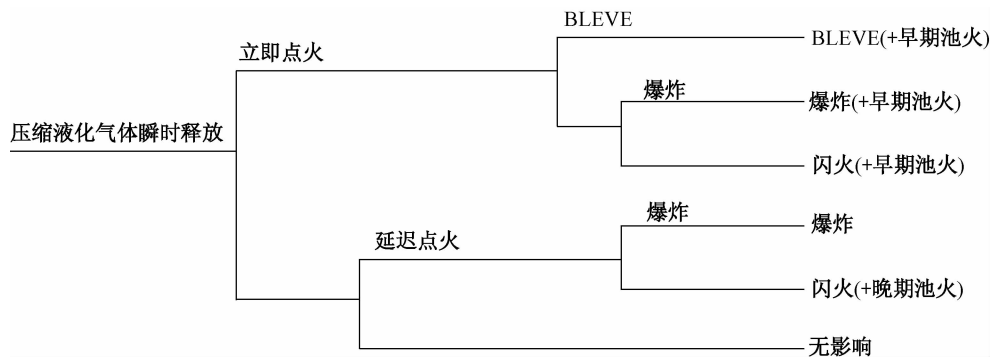 BLEVE
BLEVE(+早期池火)
立即点火
爆炸
爆炸(+早期池火)
压缩液化气体瞬时释放
闪火(+早期池火)
爆炸
爆炸
延迟点火
闪火(+晚期池火)
无影响